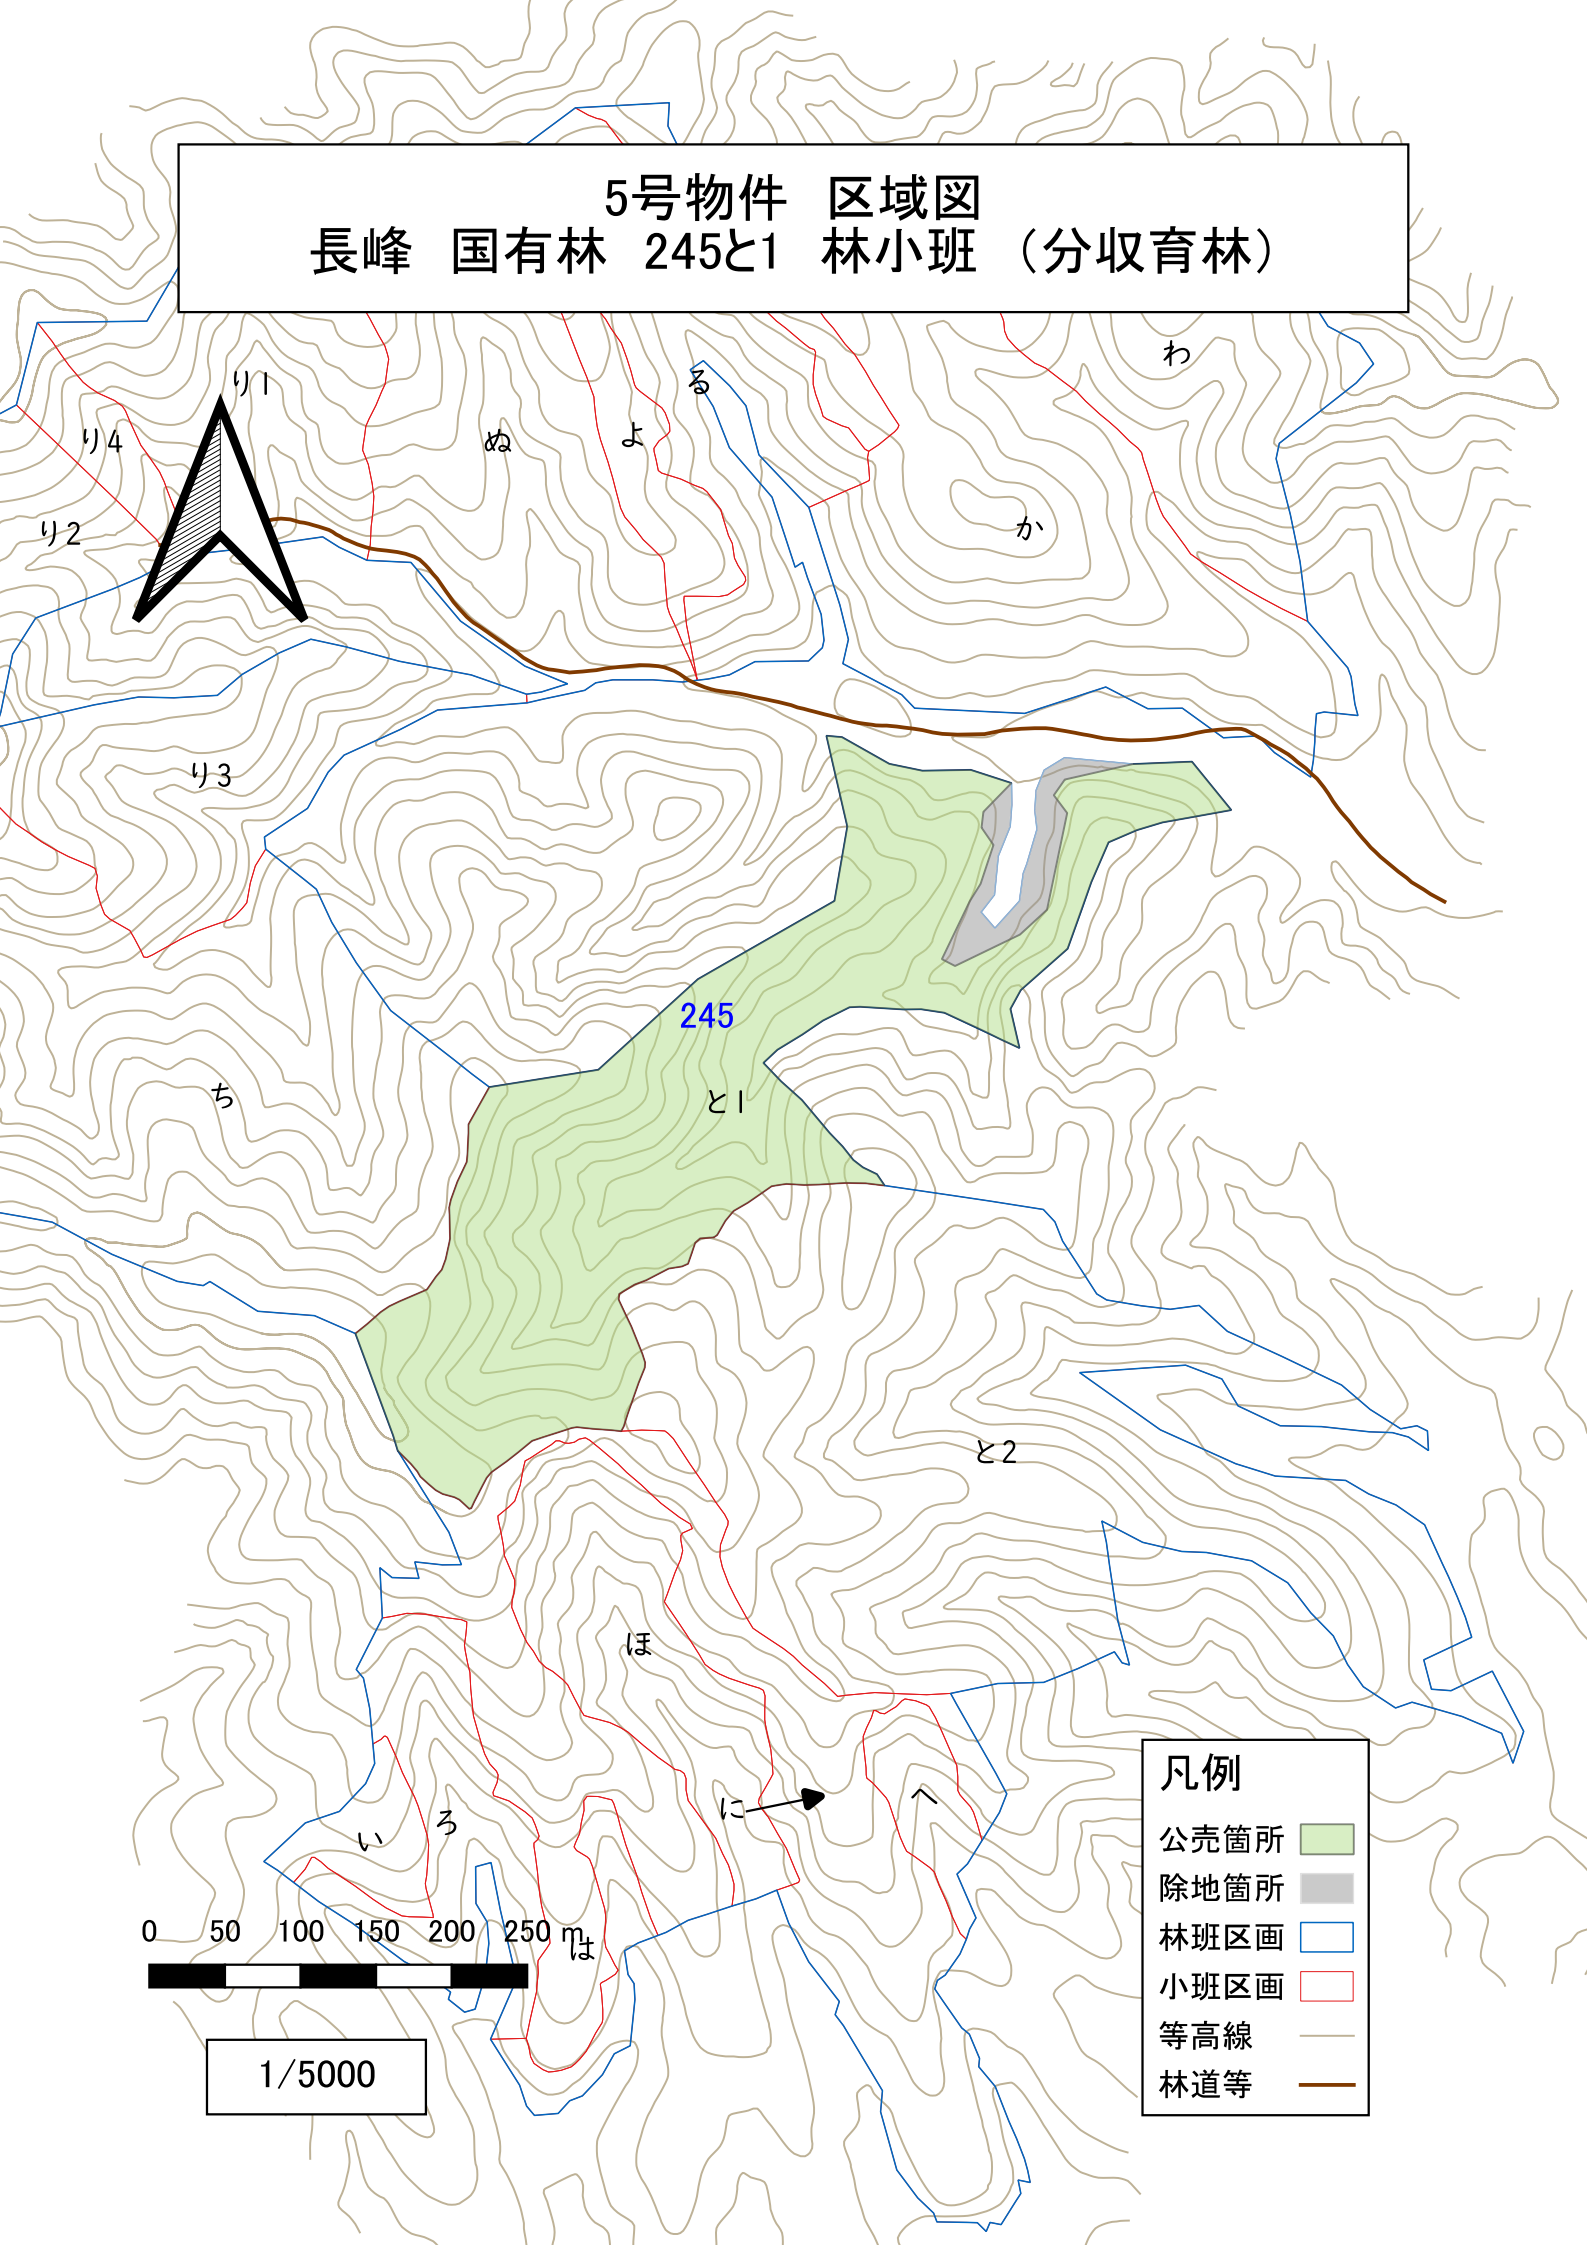 5号物件　区域図
長峰　国有林　245と1　林小班　（分収育林）
わ
り1
る
り4
ぬ
よ
か
り2
り3
245
ち
と1
と2
ほ
に
へ
い
ろ
は
0 50 100 150 200 250 m
1/5000
凡例
公売箇所
除地箇所
林班区画
小班区画
等高線
林道等